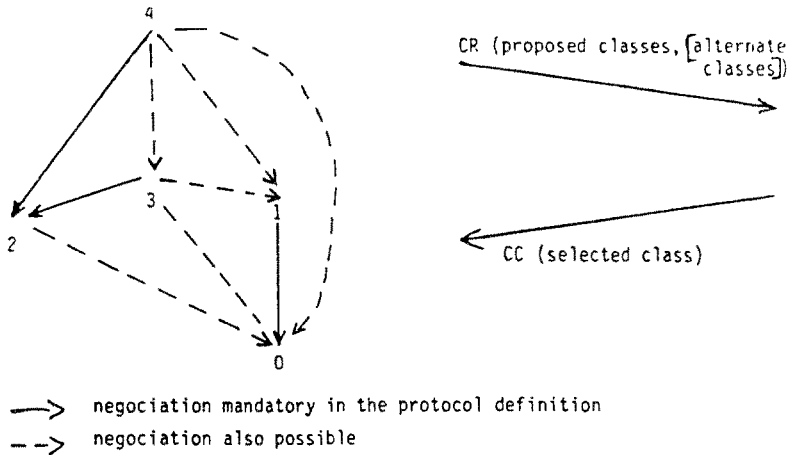 4
CR (proposed classes, [alternate
classes])
3
1
2
CC (selected class)
0
negociation mandatory in the protocol definition
negociation also possible